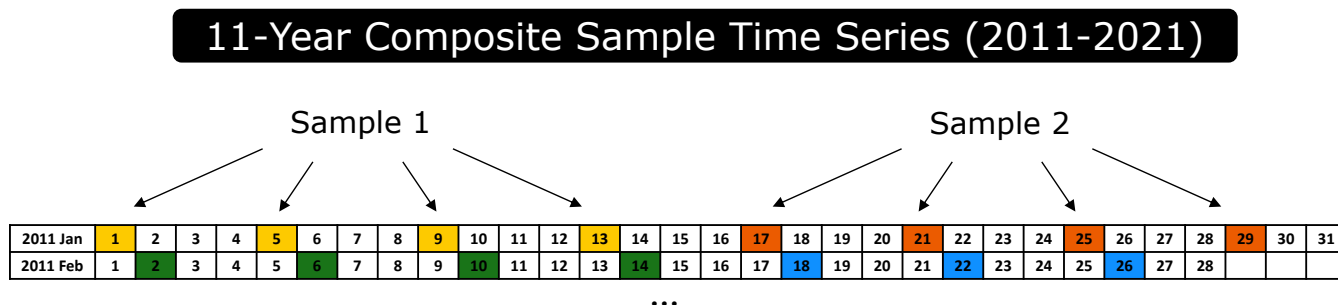 11-Year Composite Sample Time Series (2011-2021)
Sample 1 Sample 2
2011 Jan 1 2 3 4 5 6 7 8 9 10 11 12 13 14 15 16 17 18 19 20 21 22 23 24 25 26 27 28 29 30 31
2011 Feb 1 2 3 4 5 6 7 8 9 10 11 12 13 14 15 16 17 18 19 20 21 22 23 24 25 26 27 28
...